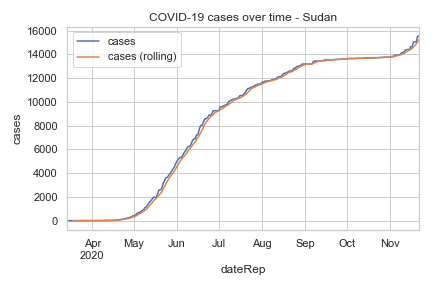 COVID-19 cases over time - Sudan
16000
14000
12000
10000
8000
6000
4000
2000
0
cases
cases
cases (rolling)
Apr
2020
May
Jun
Jul
Aug
Sep
Oct
Nov
dateRep